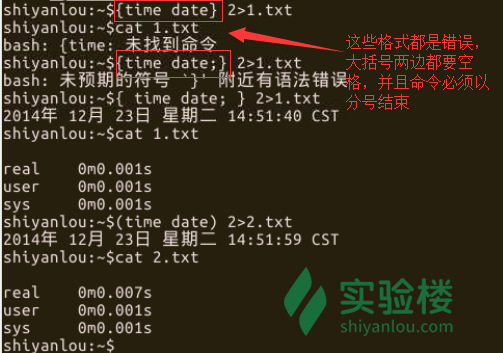 shiyanlou:~${time date} 2>1.txt
shiyanlou:~$cat 1.txt
bash: {time: 未找到命令
shiyanlou:~${time date;} 2>1.txt
bash: 未预期的符号 `}' 附近有语法错误
shiyanlou:~${ time date; } 2>1.txt
2014年 12月 23日 星期二 14:51:40 CST
shiyanlou:~$cat 1.txt
real 0m0.001s
user 0m0.001s
sys 0m0.001s
shiyanlou:~$(time date) 2>2.txt
2014年 12月 23日 星期二 14:51:59 CST
shiyanlou:~$cat 2.txt
real 0m0.007s
user 0m0.001s
sys 0m0.001s
shiyanlou:~$
这些格式都是错误，
大括号两边都要空
格，并且命令必须以
分号结束
实验楼
shiyanlou.com